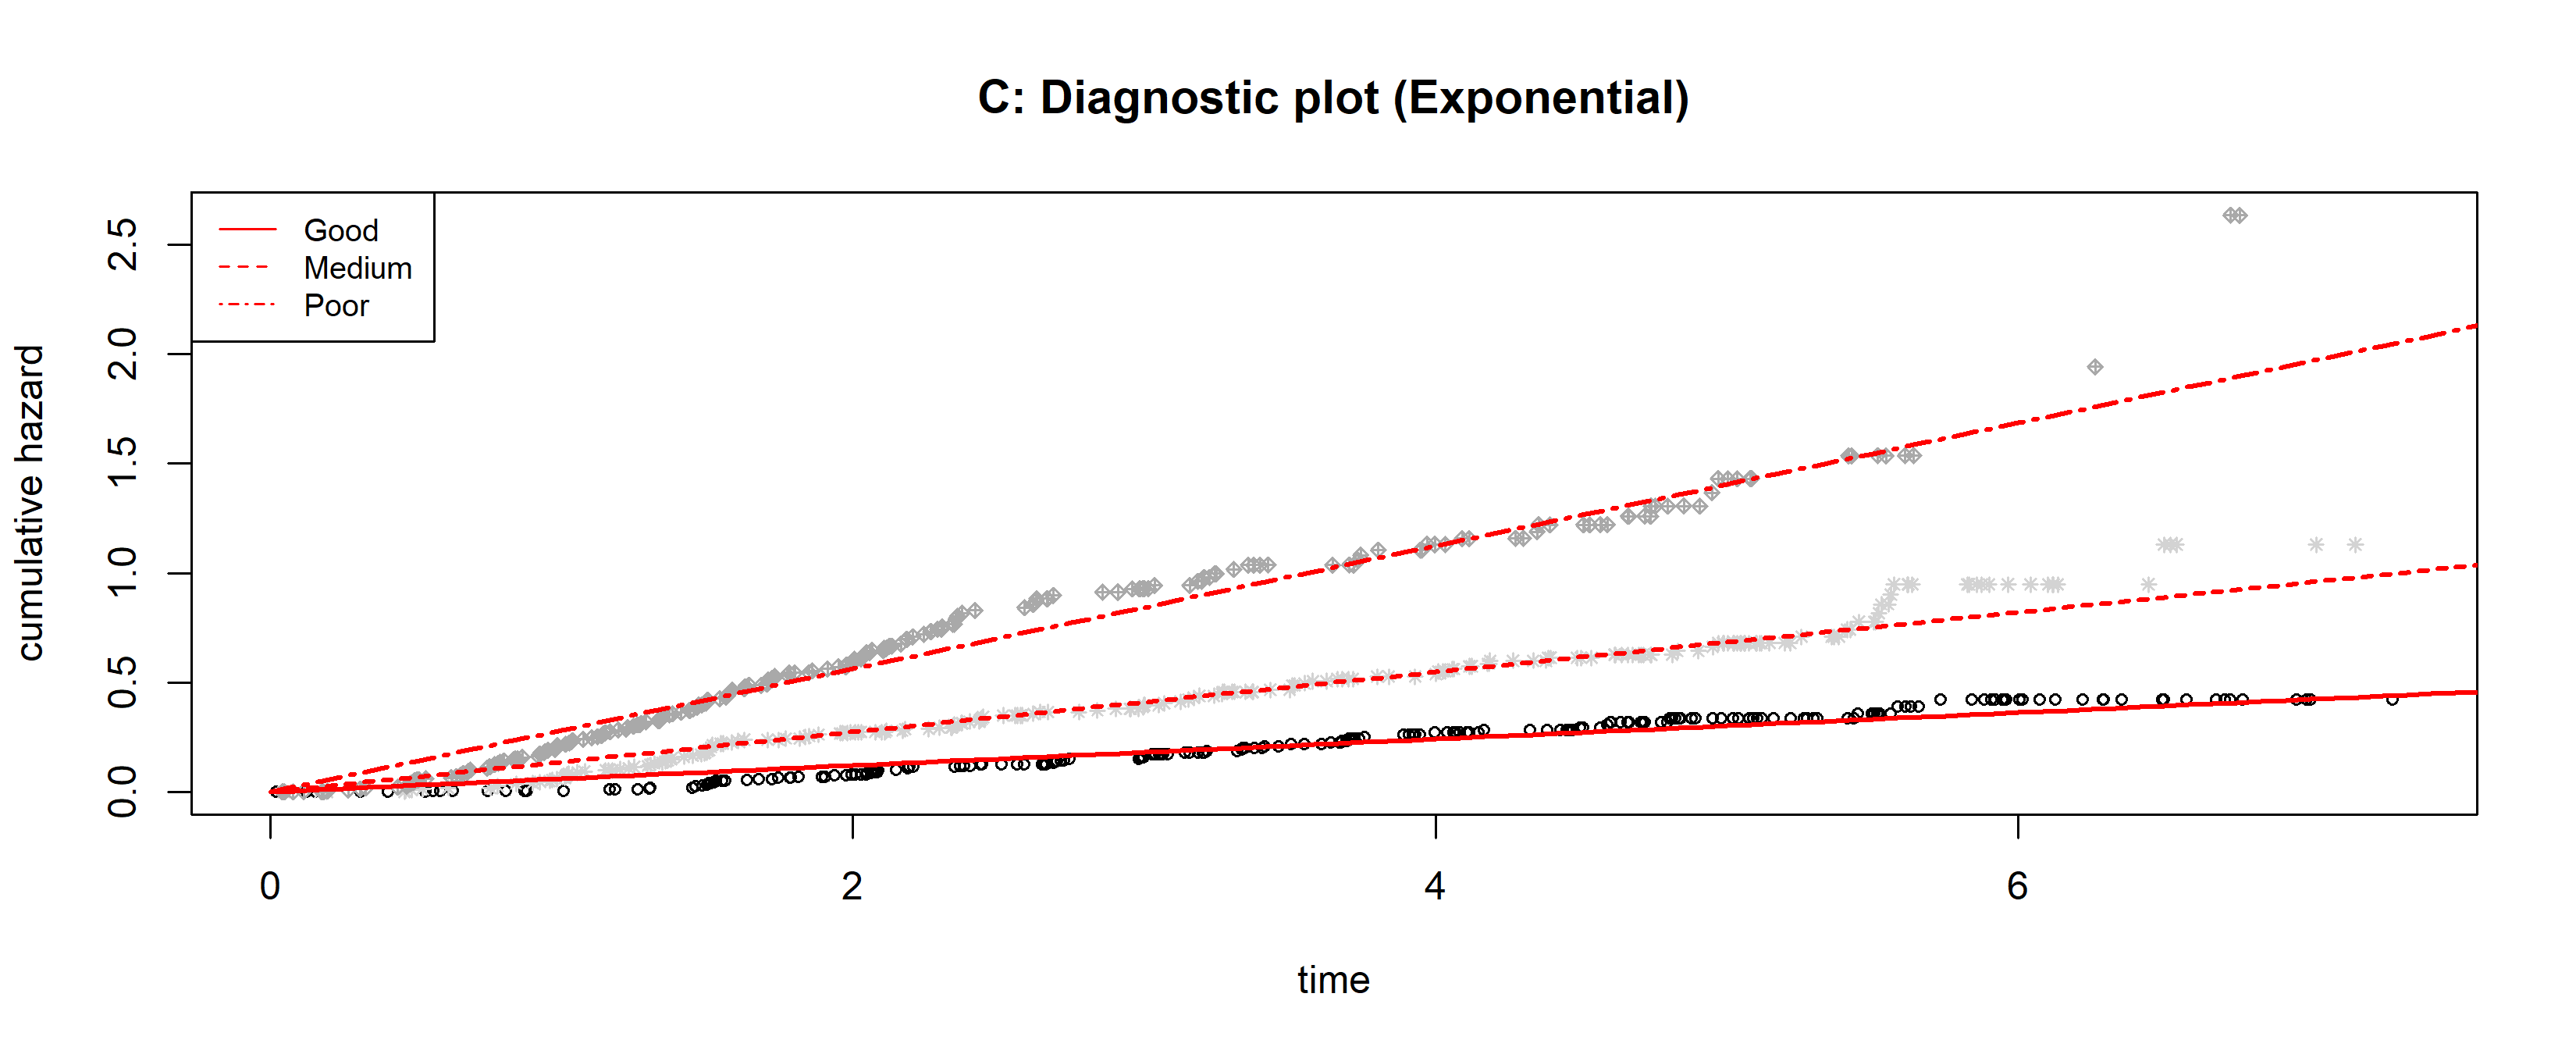 C: Diagnostic plot (Exponential)
Good
Medium
Poor
cumulative hazard
2.5
2.0
1.5
1.0
0.5
0.0
0 2 4 6
time